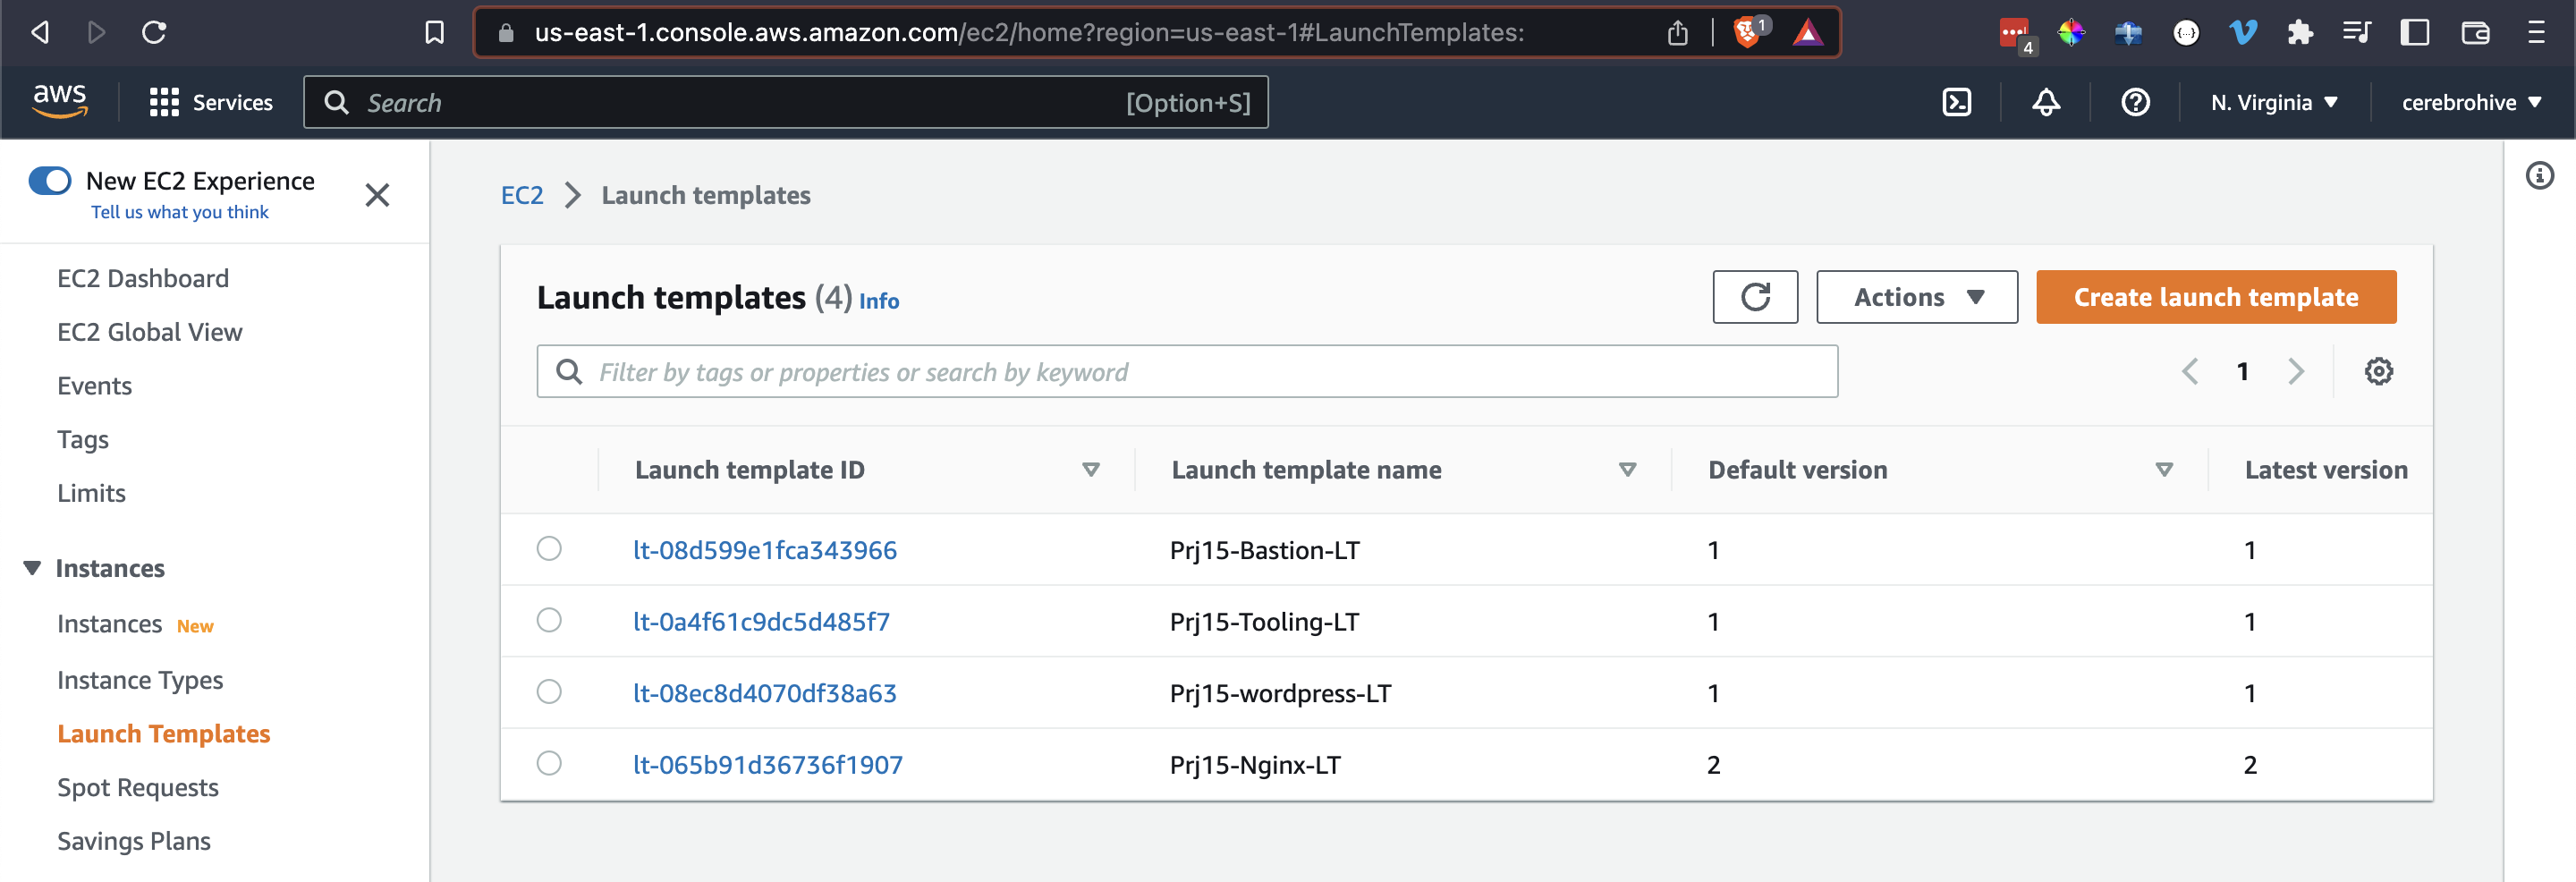 us-east-1.console.aws.amazon.com/ec2/home?region=us-east-1#LaunchTemplates:
1
4
aws
Services
Search
[Option+S]
N. Virginia
cerebrohive
New EC2 Experience
Tell us what you think
EC2 Dashboard
EC2 Global View
Events
Tags
Limits
Instances
Instances New
Instance Types
Launch Templates
Spot Requests
Savings Plans
EC2 Launch templates
Launch templates (4) Info
Actions
Create launch template
Filter by tags or properties or search by keyword
1
Launch template ID Launch template name Default version Latest version
lt-08d599e1fca343966 Prj15-Bastion-LT 1 1
lt-0a4f61c9dc5d485f7 Prj15-Tooling-LT 1 1
lt-08ec8d4070df38a63 Prj15-wordpress-LT 1 1
lt-065b91d36736f1907 Prj15-Nginx-LT 2 2